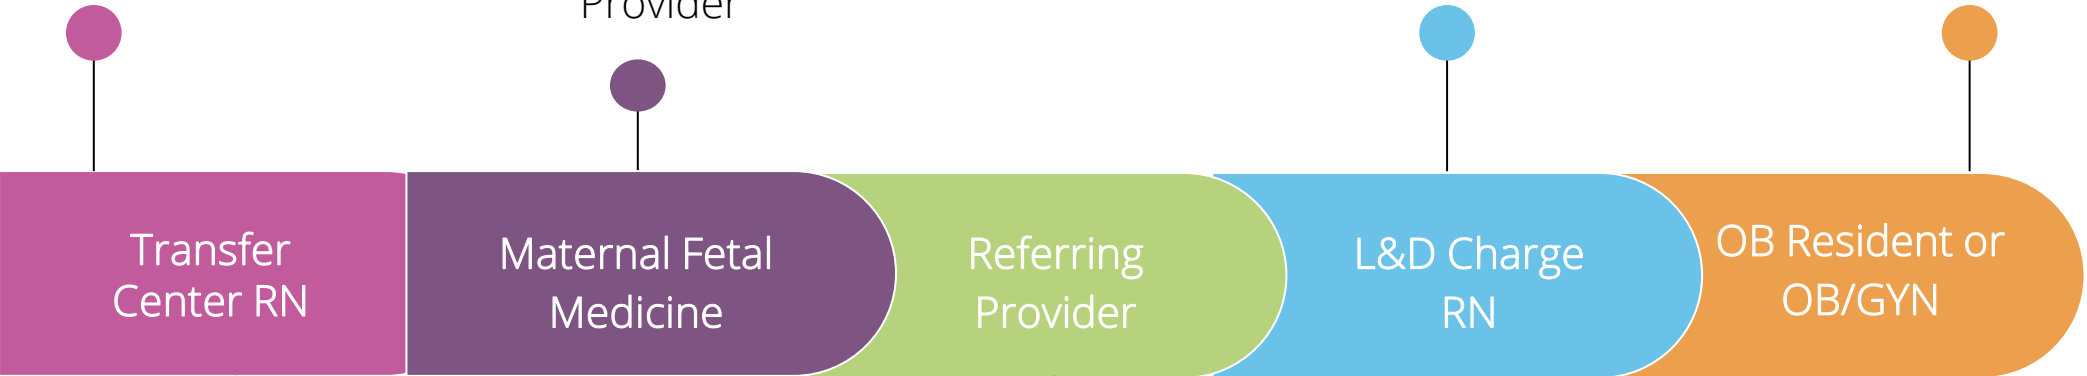 Provider
Transfer
Center RN
Maternal Fetal
Medicine
Referring
Provider
L&D Charge
RN
OB Resident or
OB/GYN